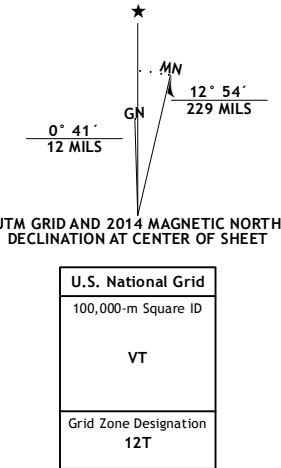 MN
12° 54´
229 MILS
GN
0° 41´
12 MILS
UTM GRID AND 2014 MAGNETIC NORTH
DECLINATION AT CENTER OF SHEET
U.S. National Grid
100,000-m Square ID
VT
Grid Zone Designation
12T